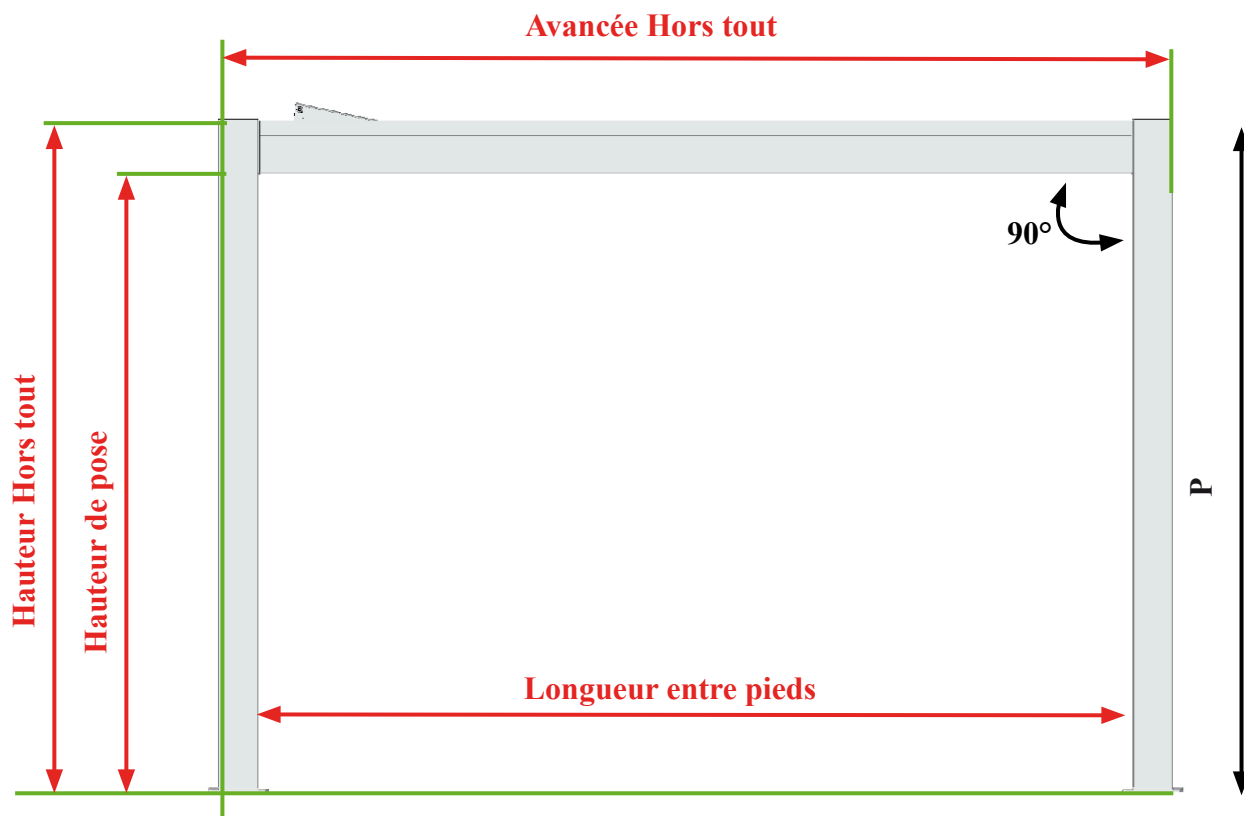 Avancée Hors tout
90°
Hauteur Hors tout
Hauteur de pose
P
Longueur entre pieds